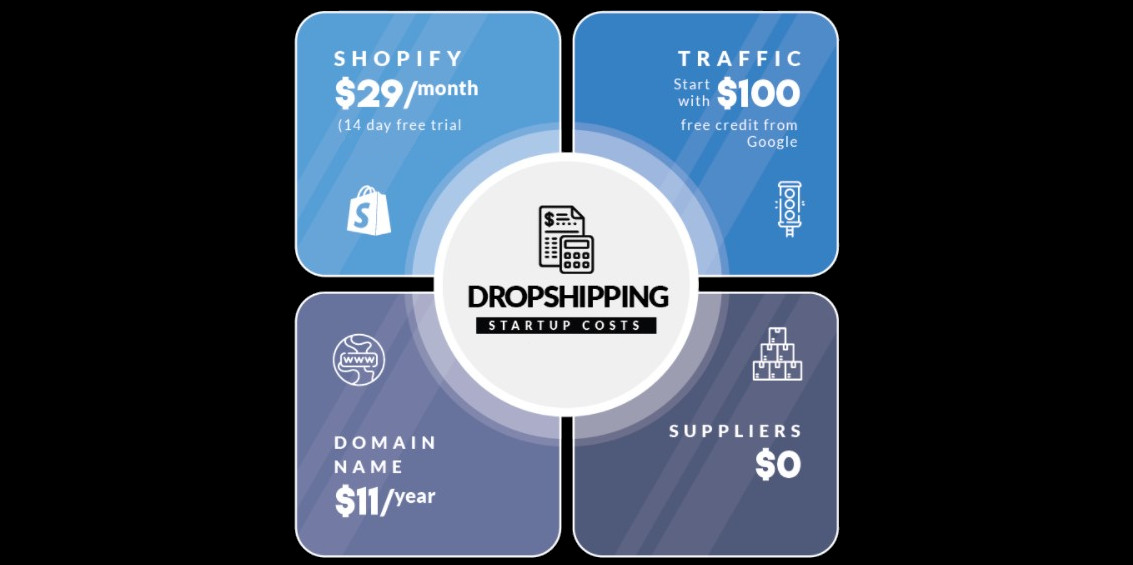 SHOPIFY
$29/month
(14 day free trial
TRAFFIC
Start
with $100
free credit from
Google
S
$
DROPSHIPPING
STARTUP COSTS
www
DOMAIN
NAME
$11/year
SUPPLIERS
$0